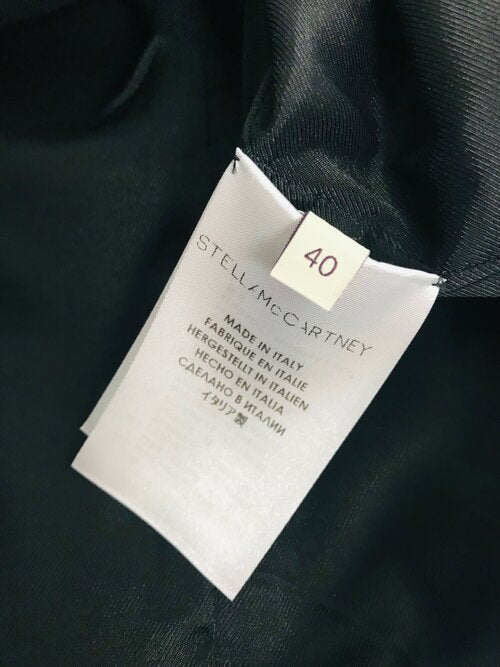 40
STELLA McCARTNEY
MADE IN ITALY
FABRIQUE EN ITALIE
HERGESTELLT IN ITALIEN
HECHO EN ITALIA
СДЕЛАНО В ИТАЛИИ
イタリア製